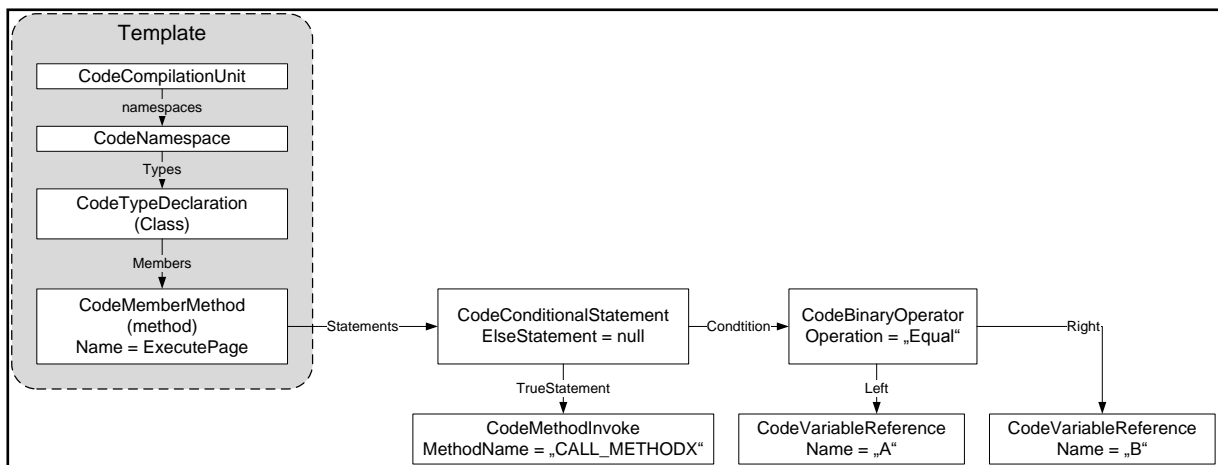 Template
CodeCompilationUnit
namespaces
CodeNamespace
Types
CodeTypeDeclaration
(Class)
Members
CodeMemberMethod
(method)
Name = ExecutePage
Statements
CodeConditionalStatement
ElseStatement = null
Condtition
CodeBinaryOperator
Operation = „Equal“
Right
TrueStatement
Left
CodeMethodInvoke
MethodName = „CALL_METHODX“
CodeVariableReference
Name = „A“
CodeVariableReference
Name = „B“